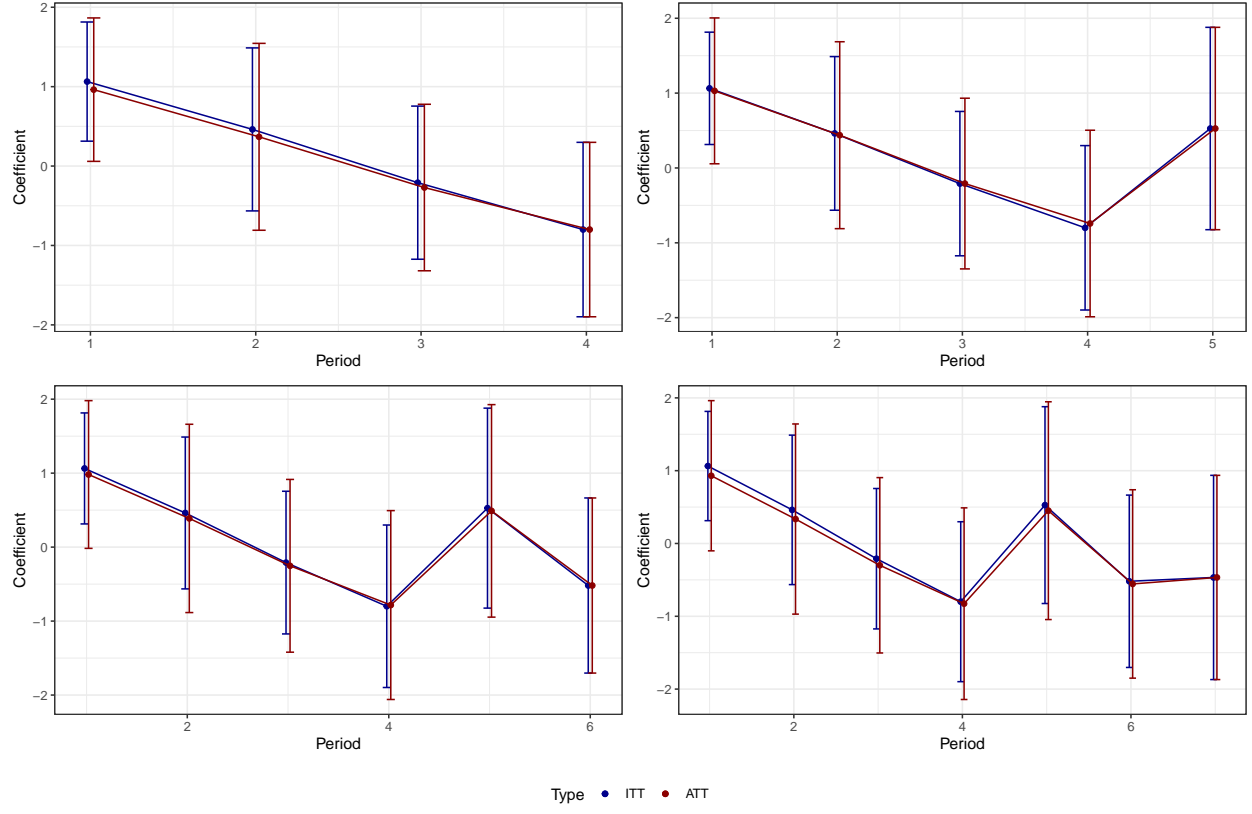 2
1
0
−1
−2
Coefficient
1 2 3 4
Period
2
1
0
−1
−2
Coefficient
1 2 3 4 5
Period
2
1
0
−1
−2
Coefficient
2 4 6
Period
2
1
0
−1
−2
Coefficient
2 4 6
Period
Type ITT ATT